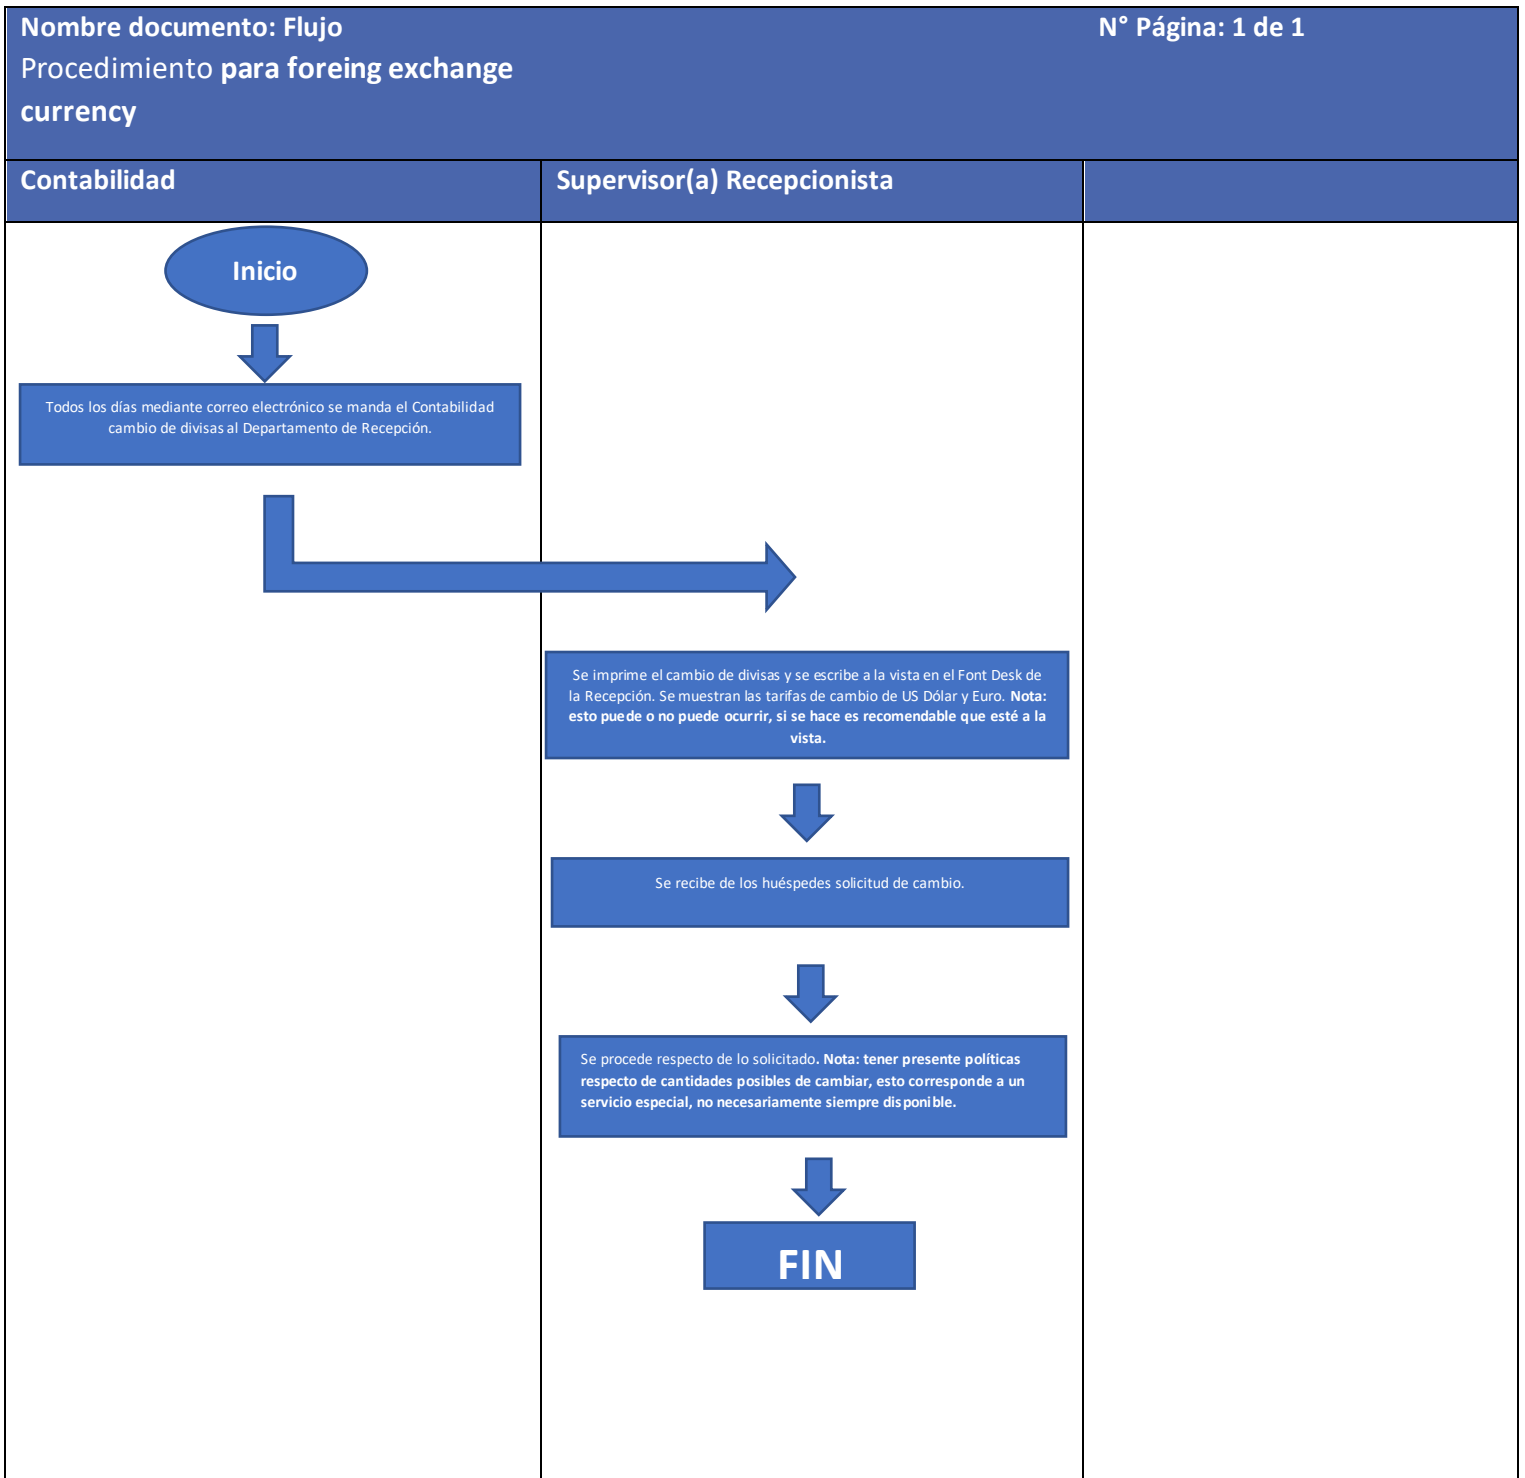 Nombre documento: Flujo
Procedimiento para foreing exchange
currency
N° Página: 1 de 1
Contabilidad
Supervisor(a) Recepcionista
Inicio
Todos los días mediante correo electrónico se manda el Contabilidad
cambio de divisas al Departamento de Recepción.
Se imprime el cambio de divisas y se escribe a la vista en el Font Desk de
la Recepción. Se muestran las tarifas de cambio de US Dólar y Euro. Nota:
esto puede o no puede ocurrir, si se hace es recomendable que esté a la
vista.
Se recibe de los huéspedes solicitud de cambio.
Se procede respecto de lo solicitado. Nota: tener presente políticas
respecto de cantidades posibles de cambiar, esto corresponde a un
servicio especial, no necesariamente siempre disponible.
FIN